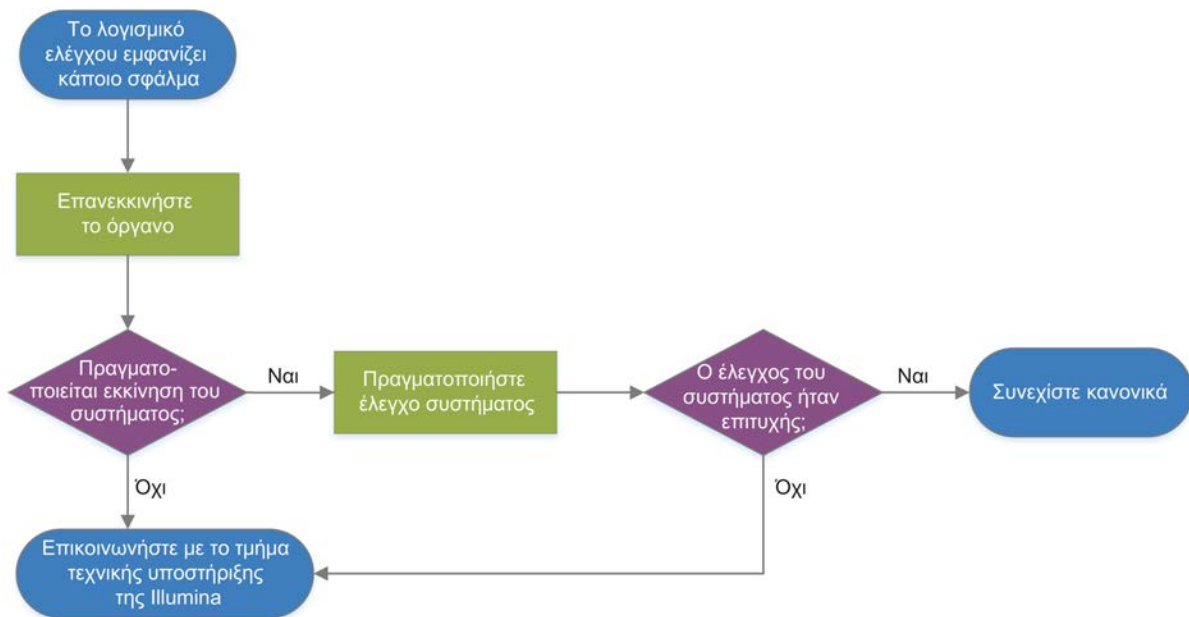 Το λογισμικό
ελέγχου εμφανίζει
κάποιο σφάλμα
Επανεκκινήστε
το όργανο
Πραγματο-
ποιείται εκκίνηση του
συστήματος;
Ναι
Πραγματοποιήστε
έλεγχο συστήματος
Ο έλεγχος του
συστήματος ήταν
επιτυχής;
Ναι
Συνεχίστε κανονικά
Όχι
Όχι
Επικοινωνήστε με το τμήμα
τεχνικής υποστήριξης
της Illumina